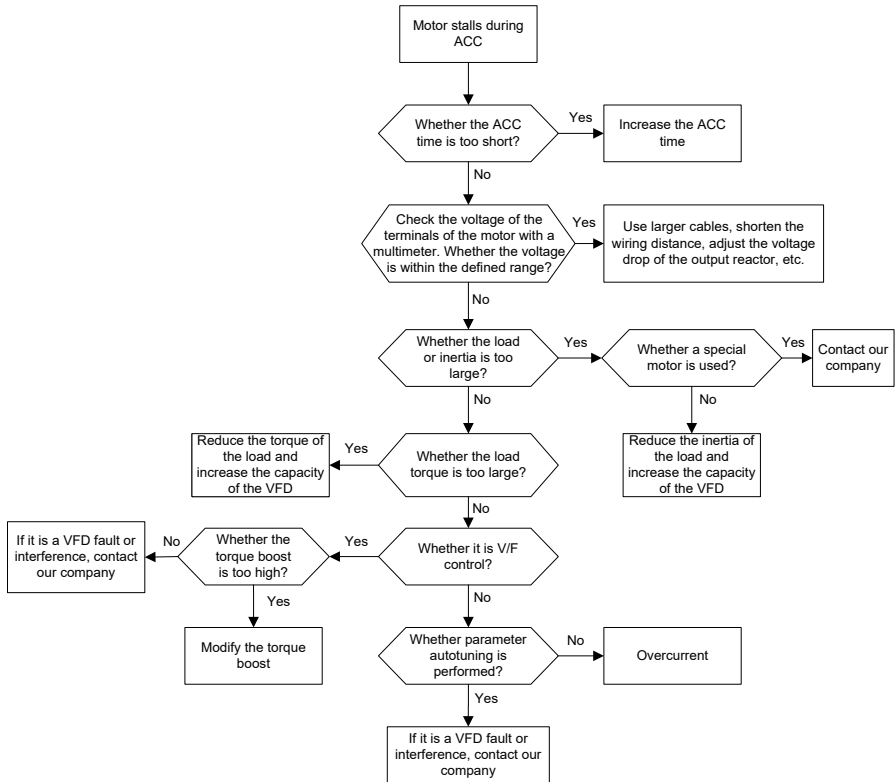 Motor stalls during
ACC
Whether the ACC
time is too short?
Yes
Increase the ACC
time
No
Check the voltage of the
terminals of the motor with a
multimeter. Whether the voltage
is within the defined range?
Yes
Use larger cables, shorten the
wiring distance, adjust the voltage
drop of the output reactor, etc.
No
Whether the load
or inertia is too
large?
Yes
Whether a special
motor is used?
Yes
Contact our
company
No
No
Reduce the torque of
the load and
increase the capacity
of the VFD
Yes
Whether the load
torque is too large?
Reduce the inertia of
the load and
increase the capacity
of the VFD
No
If it is a VFD fault or
interference, contact
our company
No
Whether the
torque boost
is too high?
Yes
Whether it is V/F
control?
Yes
No
Modify the torque
boost
Whether parameter
autotuning is
performed?
No
Overcurrent
Yes
If it is a VFD fault or
interference, contact our
company